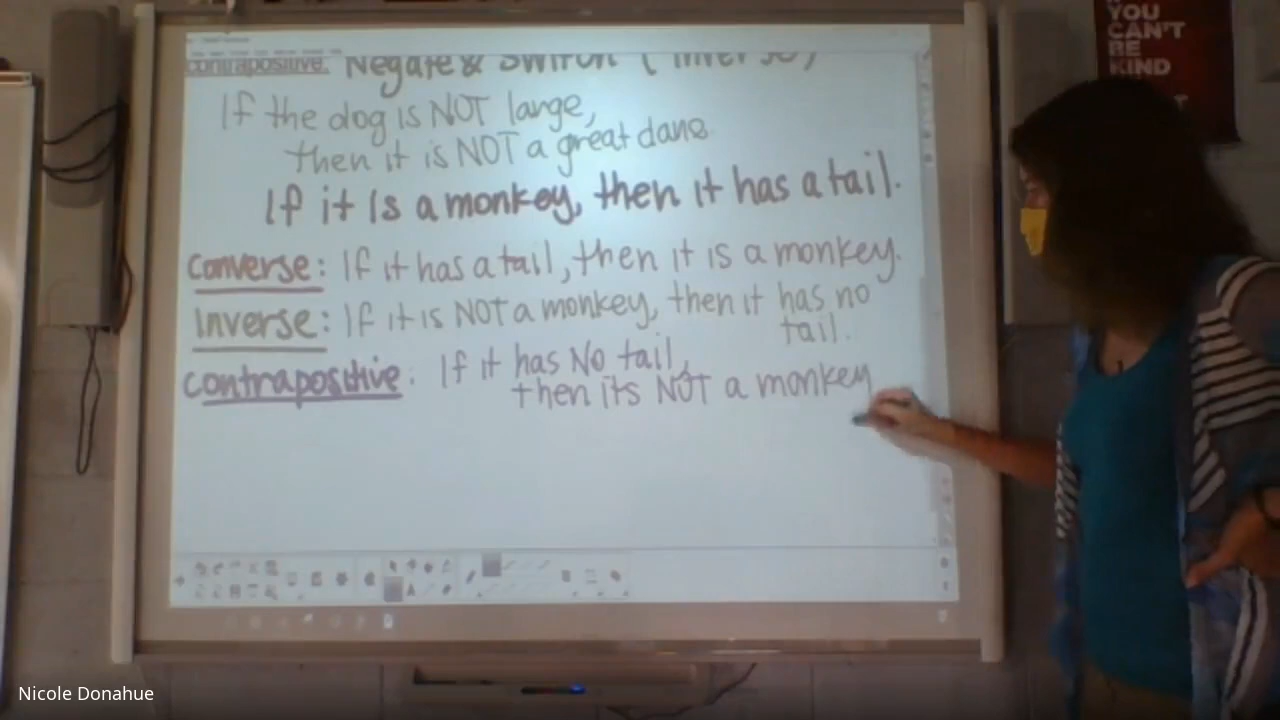 contrapositive: Negate & Switch (inverse)
If the dog is NOT large,
then it is NOT a great dane
If it is a monkey, then it has a tail.
converse: If it has a tail, then it is a monkey.
Inverse: If it is NOT a monkey, then it has no
tail.
contrapositive: If it has No tail,
then its NOT a monkey
YOU
CAN'T
BE
KIND
Nicole Donahue